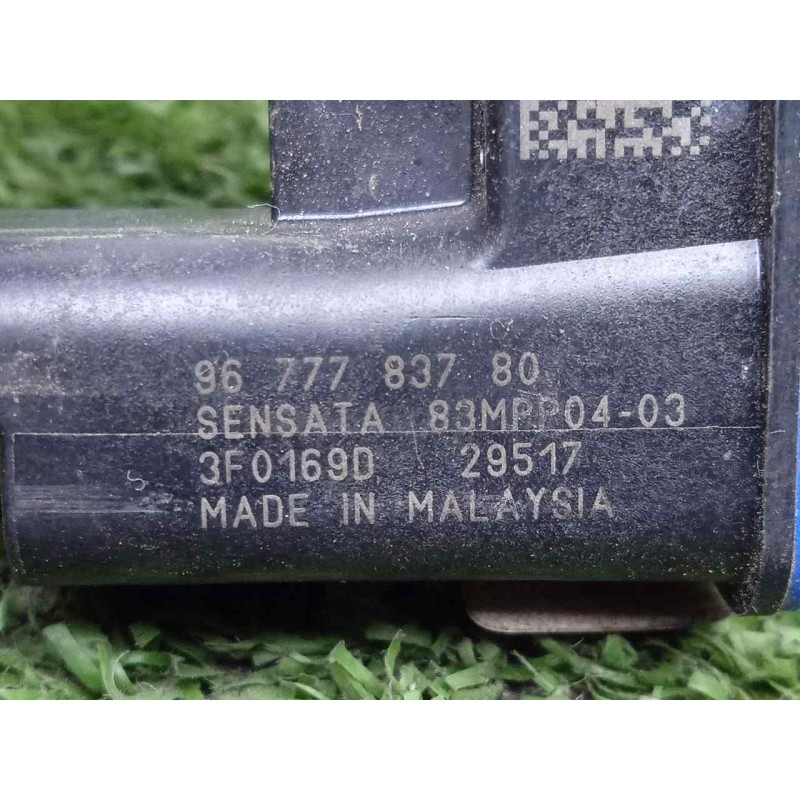 96 777 837 80
SENSATA 83MPP04-03
3F0169D 29517
MADE IN MALAYSIA